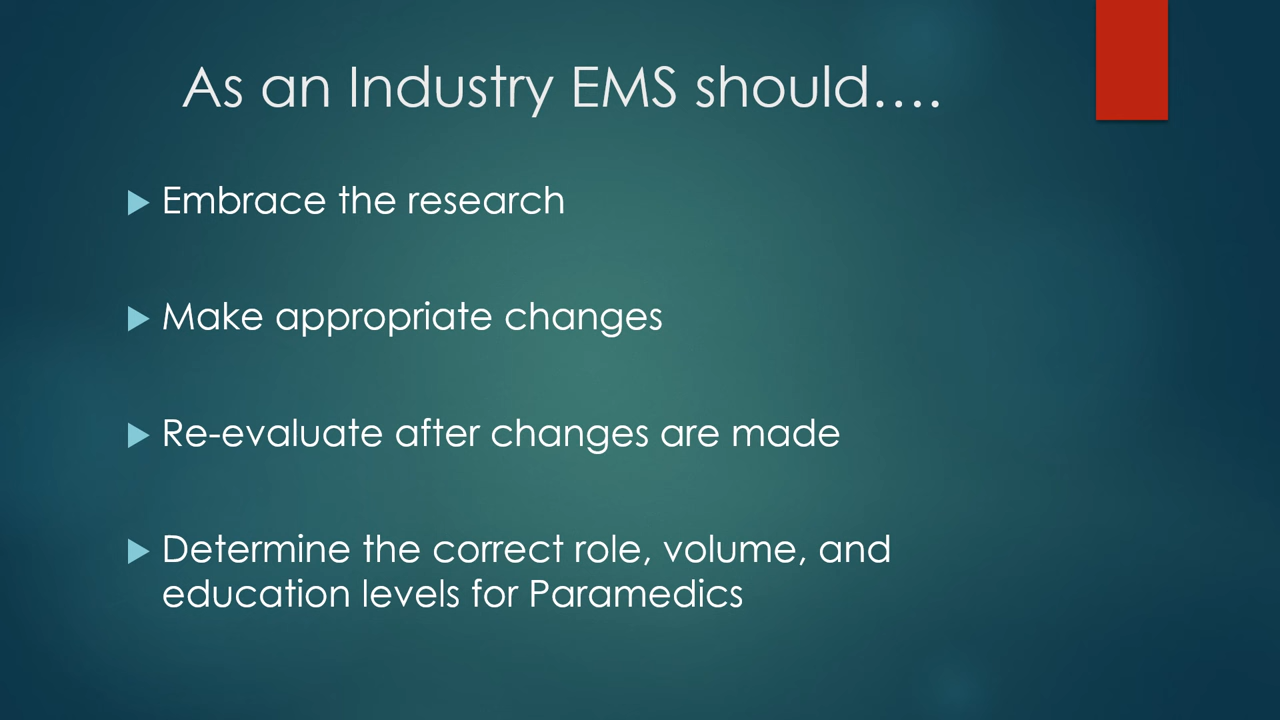 As an Industry EMS should....
Embrace the research
Make appropriate changes
Re-evaluate after changes are made
Determine the correct role, volume, and
education levels for Paramedics